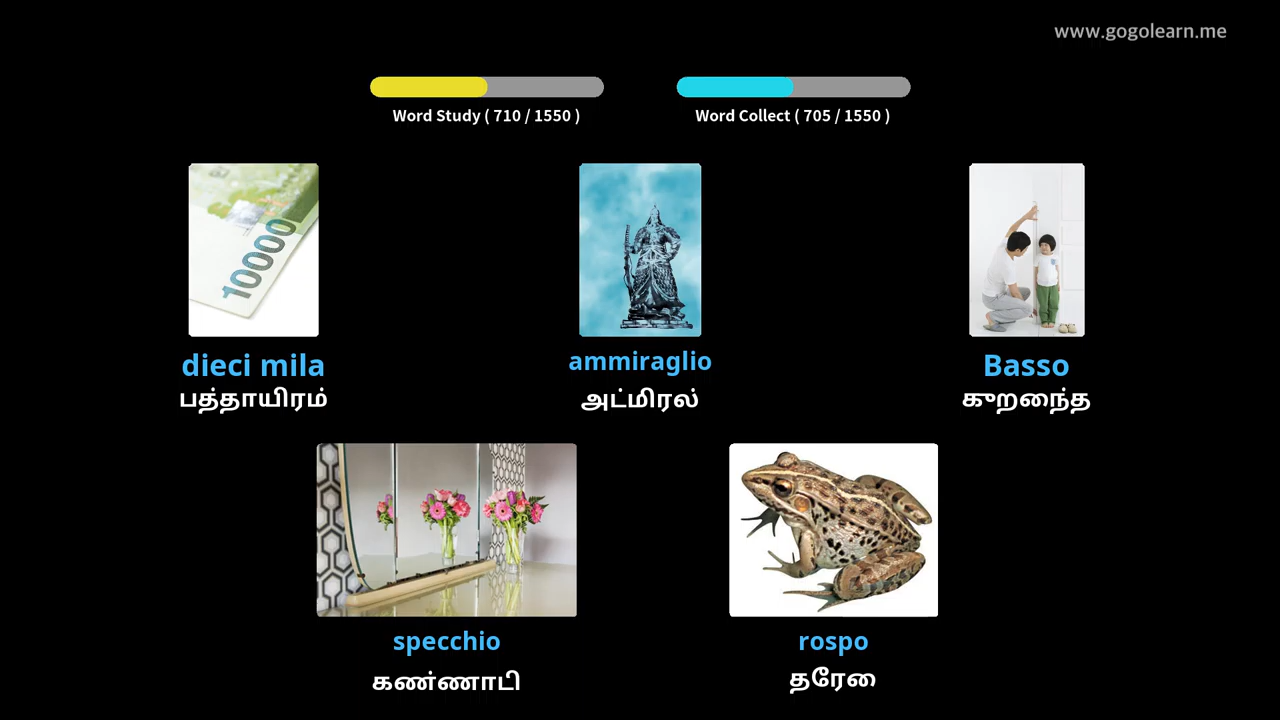 www.gogolearn.me
Word Study ( 710 / 1550 )
Word Collect ( 705 / 1550 )
10000
dieci mila
ammiraglio
Basso
பத்தாயிரம்
அட்மிரல்
குறைந்த
specchio
rospo
கண்ணாடி
தேரை